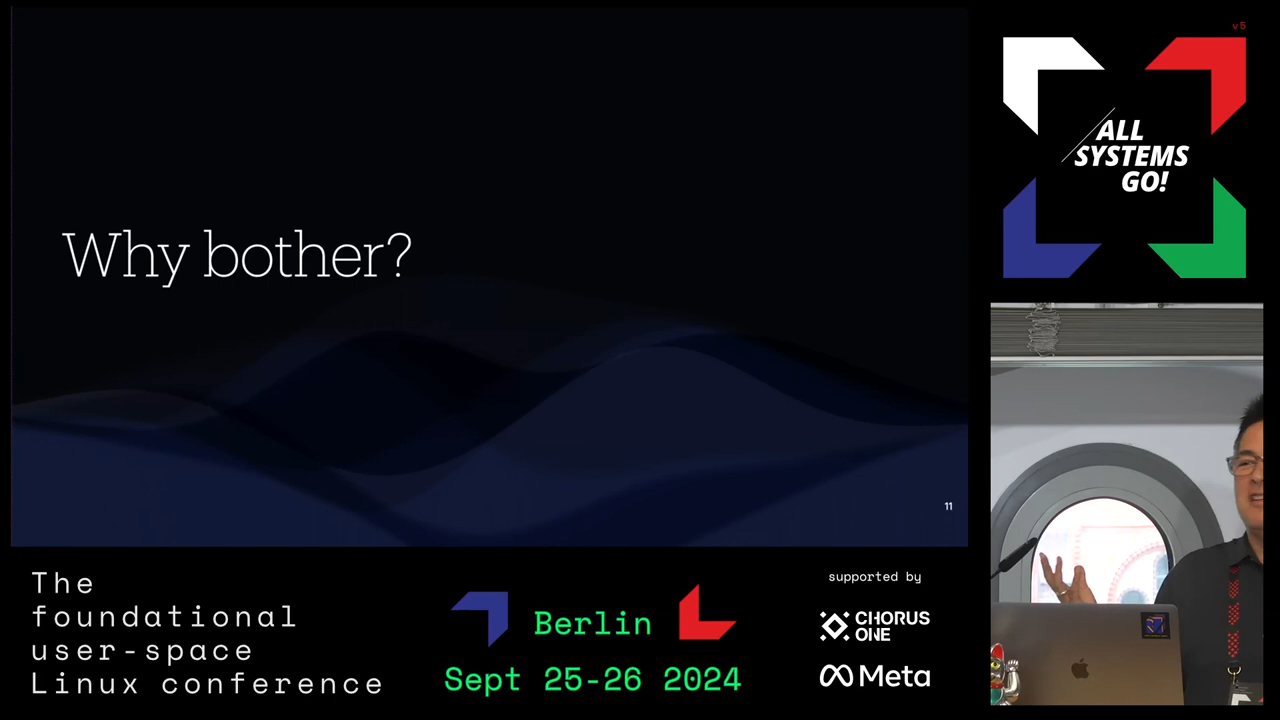 Why bother?
11
v5
ALL
SYSTEMS
GO!
The
foundational
user-space
Linux conference
Berlin
Sept 25-26 2024
supported by
CHORUS
ONE
Meta